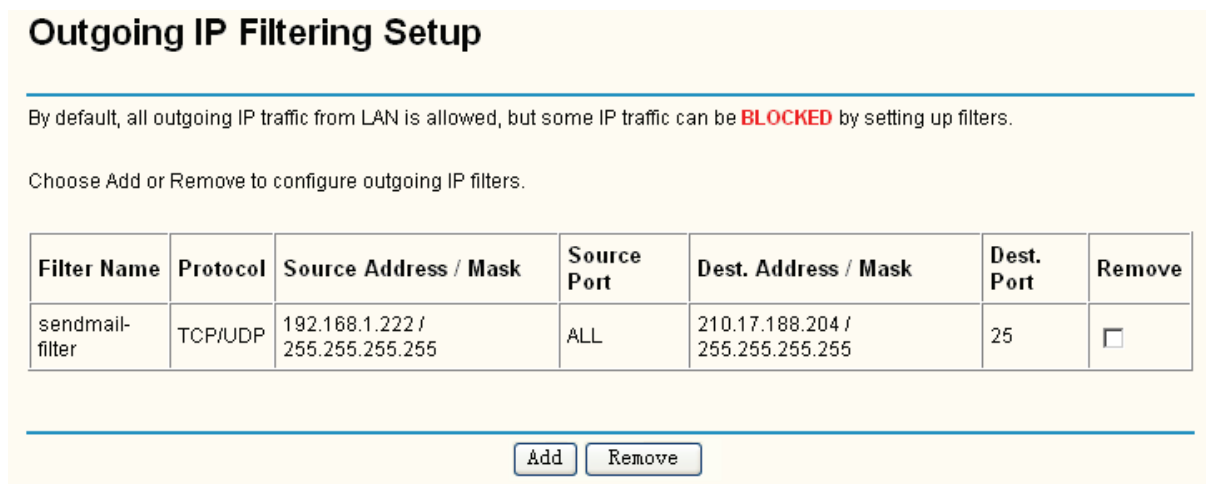 Outgoing IP Filtering Setup
By default, all outgoing IP traffic from LAN is allowed, but some IP traffic can be BLOCKED by setting up filters.
Choose Add or Remove to configure outgoing IP filters.
Filter Name Protocol Source Address / Mask Source Port Dest. Address / Mask Dest. Port Remove
sendmail-filter TCP/UDP 192.168.1.222 / 255.255.255.255 ALL 210.17.188.204 / 255.255.255.255 25
Add Remove